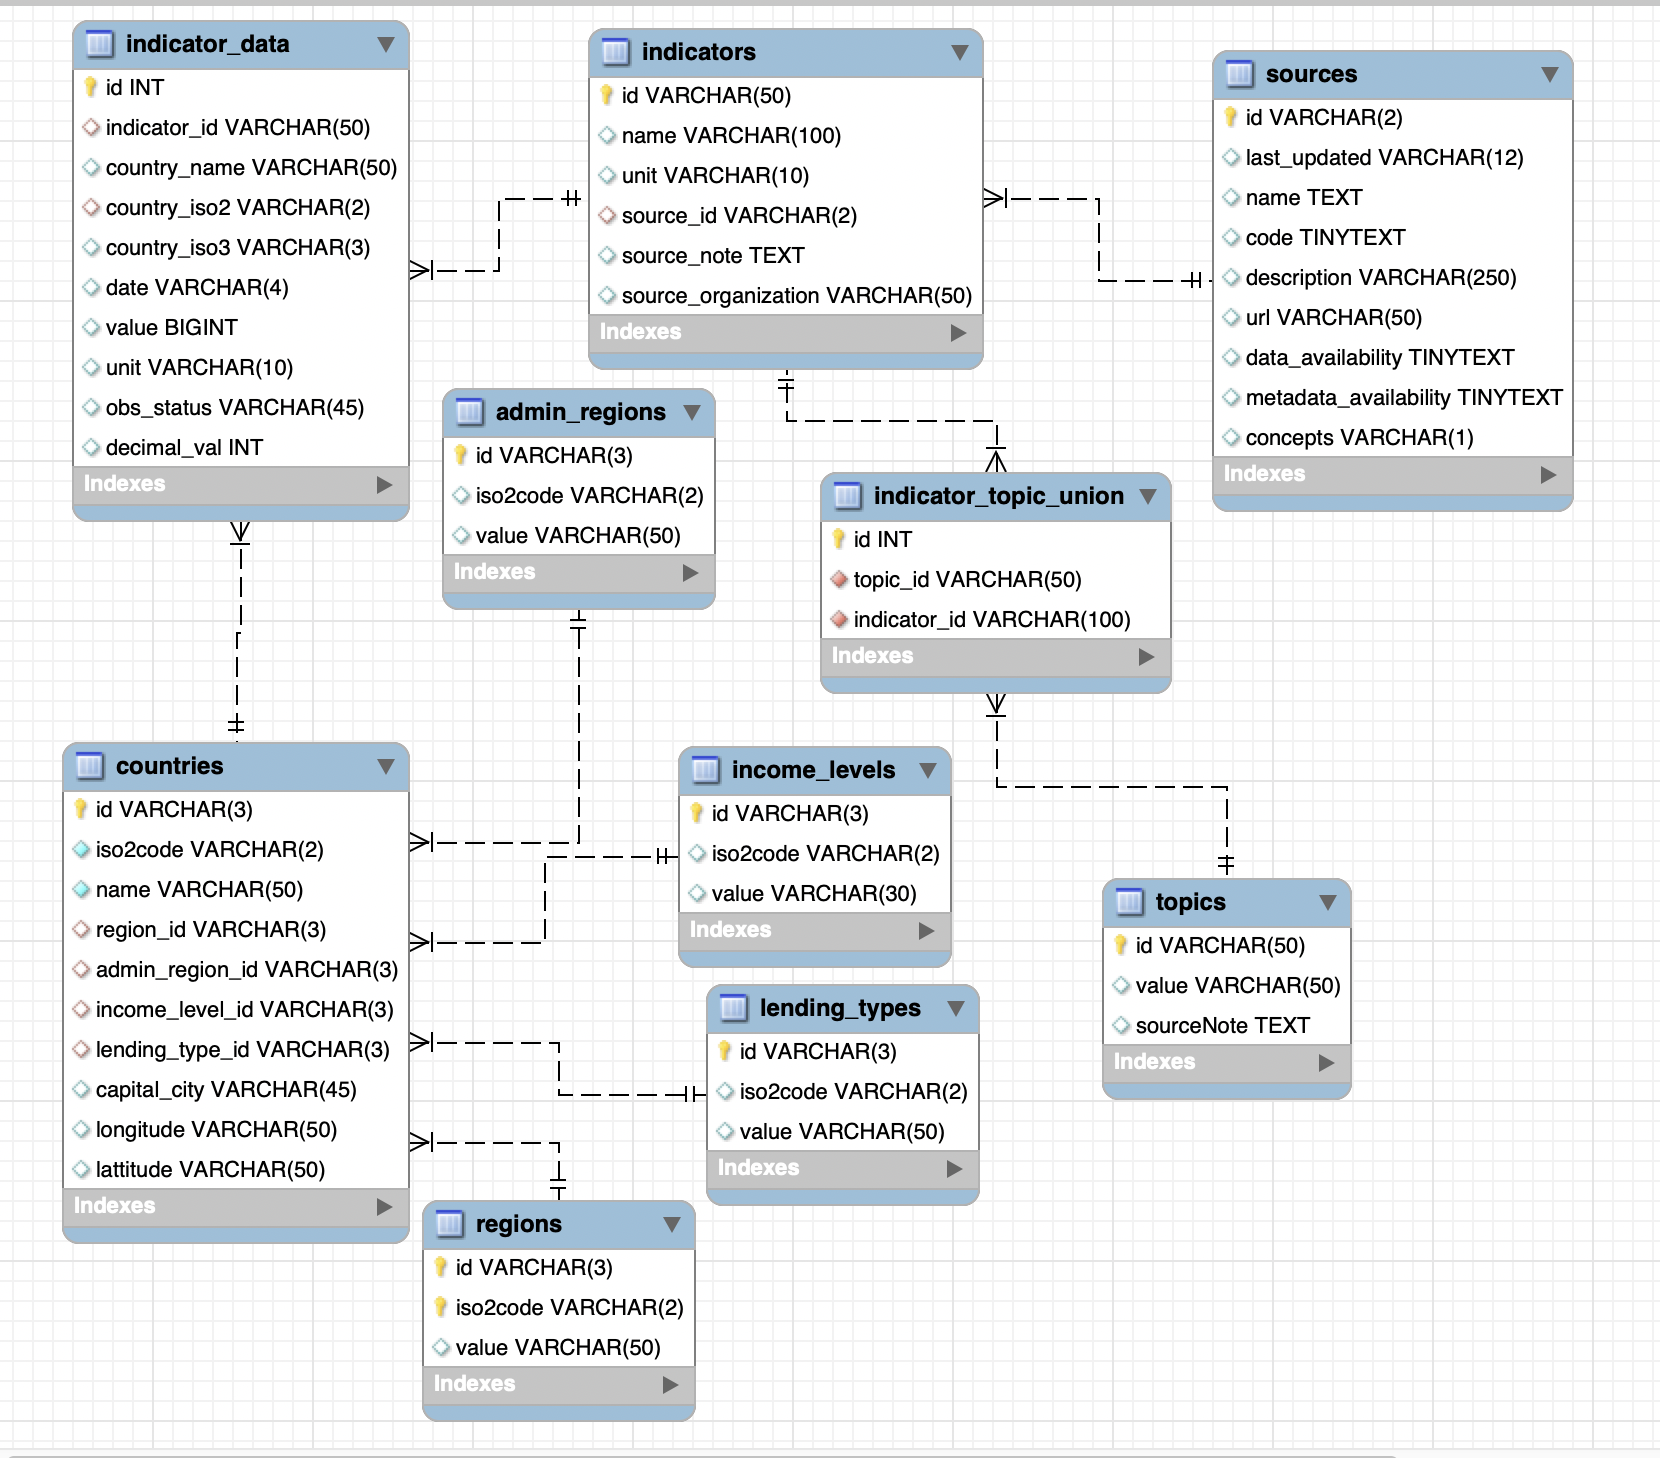 indicator_data
id INT
indicator_id VARCHAR(50)
country_name VARCHAR(50)
country_iso2 VARCHAR(2)
country_iso3 VARCHAR(3)
date VARCHAR(4)
value BIGINT
unit VARCHAR(10)
obs_status VARCHAR(45)
decimal_val INT
Indexes
indicators
id VARCHAR(50)
name VARCHAR(100)
unit VARCHAR(10)
source_id VARCHAR(2)
source_note TEXT
source_organization VARCHAR(50)
Indexes
sources
id VARCHAR(2)
last_updated VARCHAR(12)
name TEXT
code TINYTEXT
description VARCHAR(250)
url VARCHAR(50)
data_availability TINYTEXT
metadata_availability TINYTEXT
concepts VARCHAR(1)
Indexes
admin_regions
id VARCHAR(3)
iso2code VARCHAR(2)
value VARCHAR(50)
Indexes
indicator_topic_union
id INT
topic_id VARCHAR(50)
indicator_id VARCHAR(100)
Indexes
countries
id VARCHAR(3)
iso2code VARCHAR(2)
name VARCHAR(50)
region_id VARCHAR(3)
admin_region_id VARCHAR(3)
income_level_id VARCHAR(3)
lending_type_id VARCHAR(3)
capital_city VARCHAR(45)
longitude VARCHAR(50)
lattitude VARCHAR(50)
Indexes
income_levels
id VARCHAR(3)
iso2code VARCHAR(2)
value VARCHAR(30)
Indexes
lending_types
id VARCHAR(3)
iso2code VARCHAR(2)
value VARCHAR(50)
Indexes
topics
id VARCHAR(50)
value VARCHAR(50)
sourceNote TEXT
Indexes
regions
id VARCHAR(3)
iso2code VARCHAR(2)
value VARCHAR(50)
Indexes